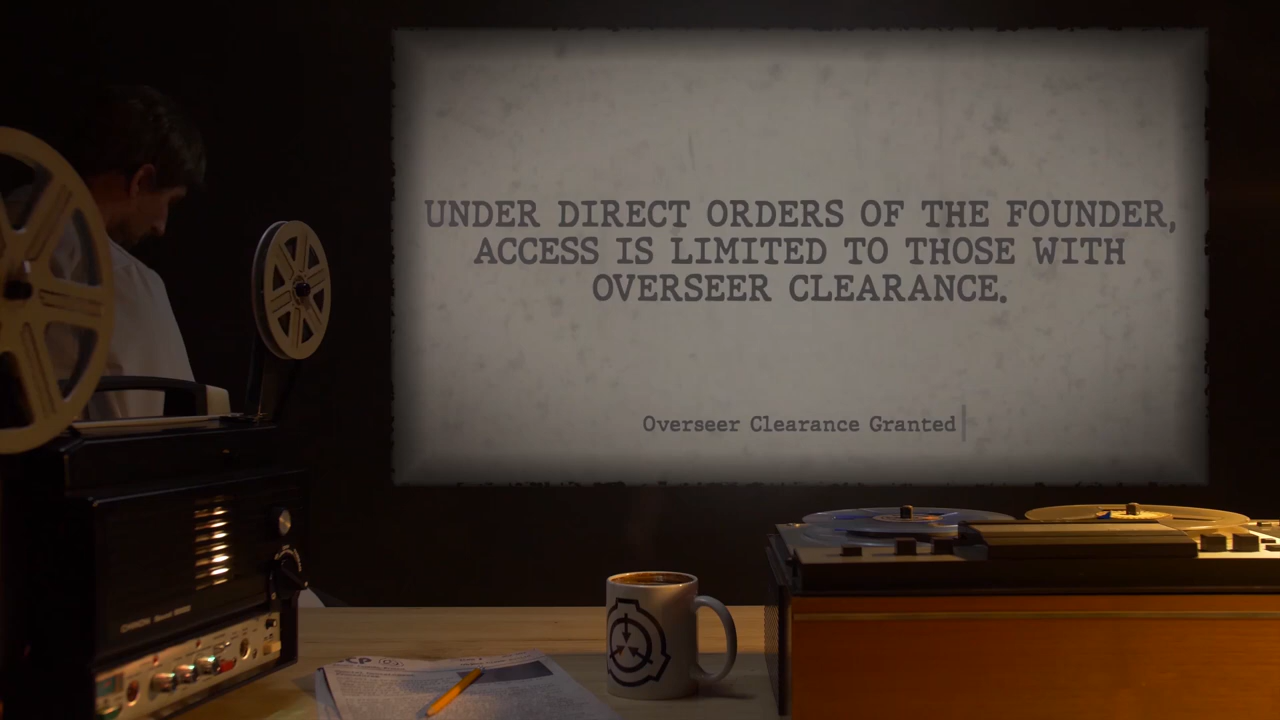 UNDER DIRECT ORDERS OF THE FOUNDER,
ACCESS IS LIMITED TO THOSE WITH
OVERSEER CLEARANCE.
Overseer Clearance Granted